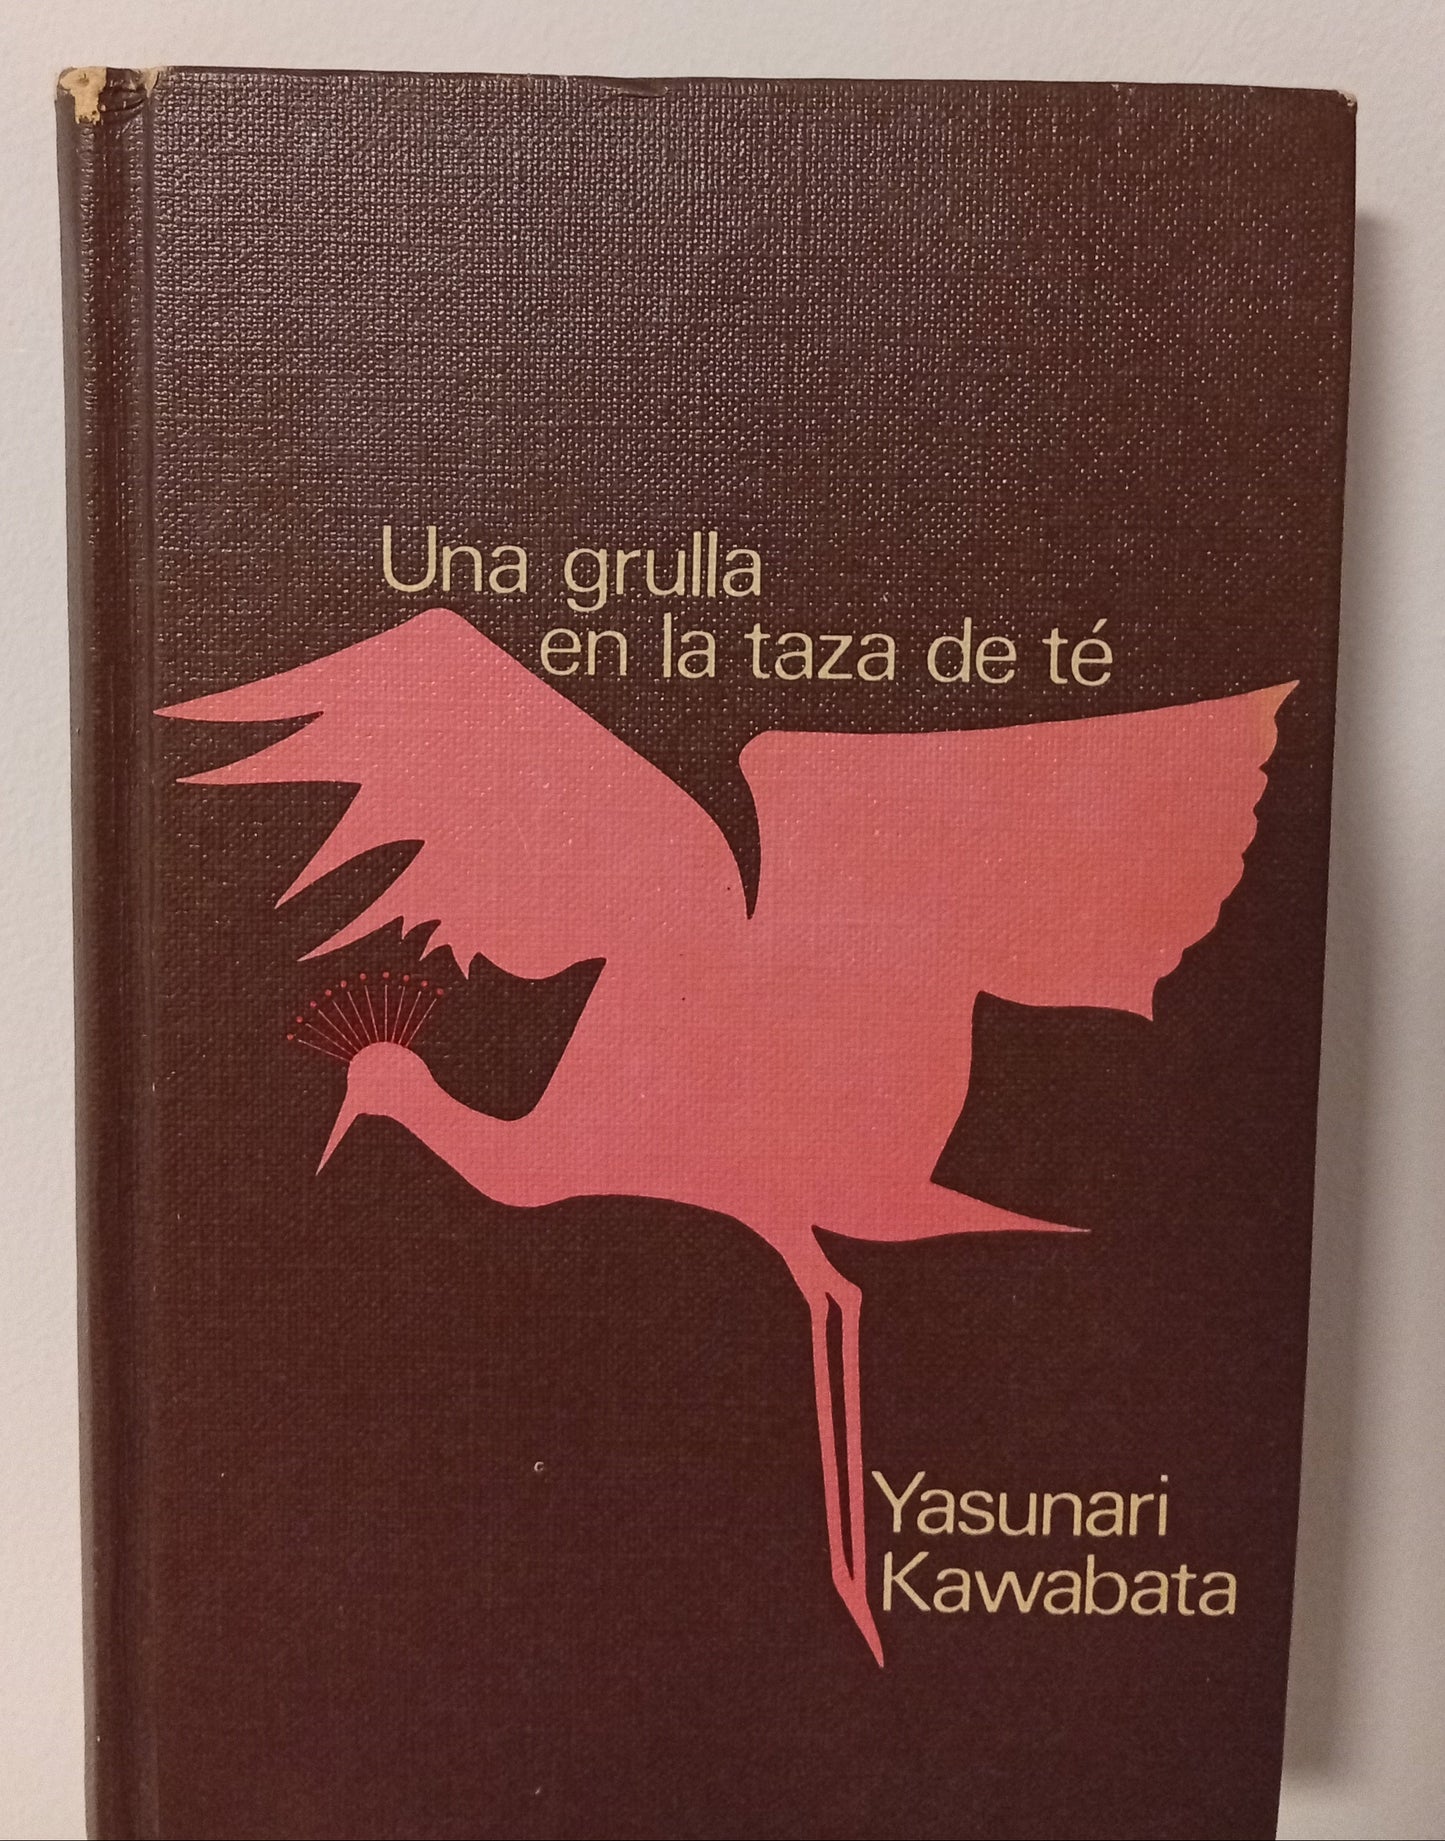 Una grulla
en la taza de té
Yasunari
Kawabata